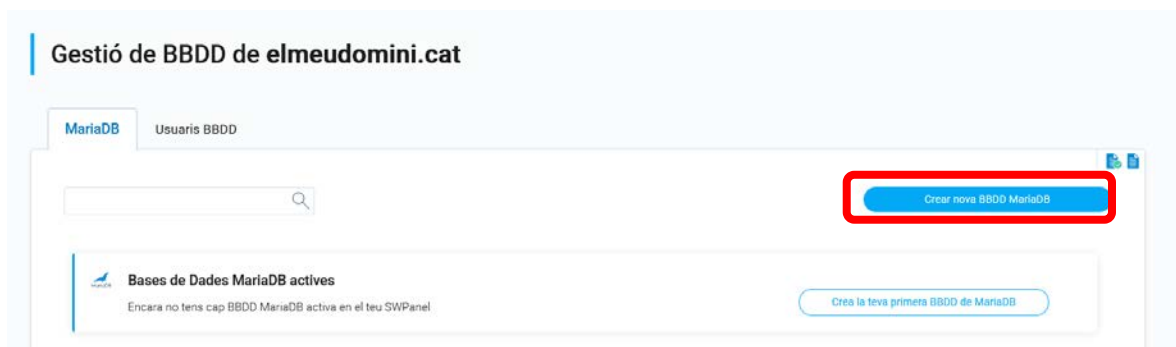 Gestió de BBDD de elmeudomini.cat
MariaDB Usuaris BBDD
Crear nova BBDD MariaDB
Bases de Dades MariaDB actives
Encara no tens cap BBDD MariaDB activa en el teu SWPanel
Crea la teva primera BBDD de MariaDB